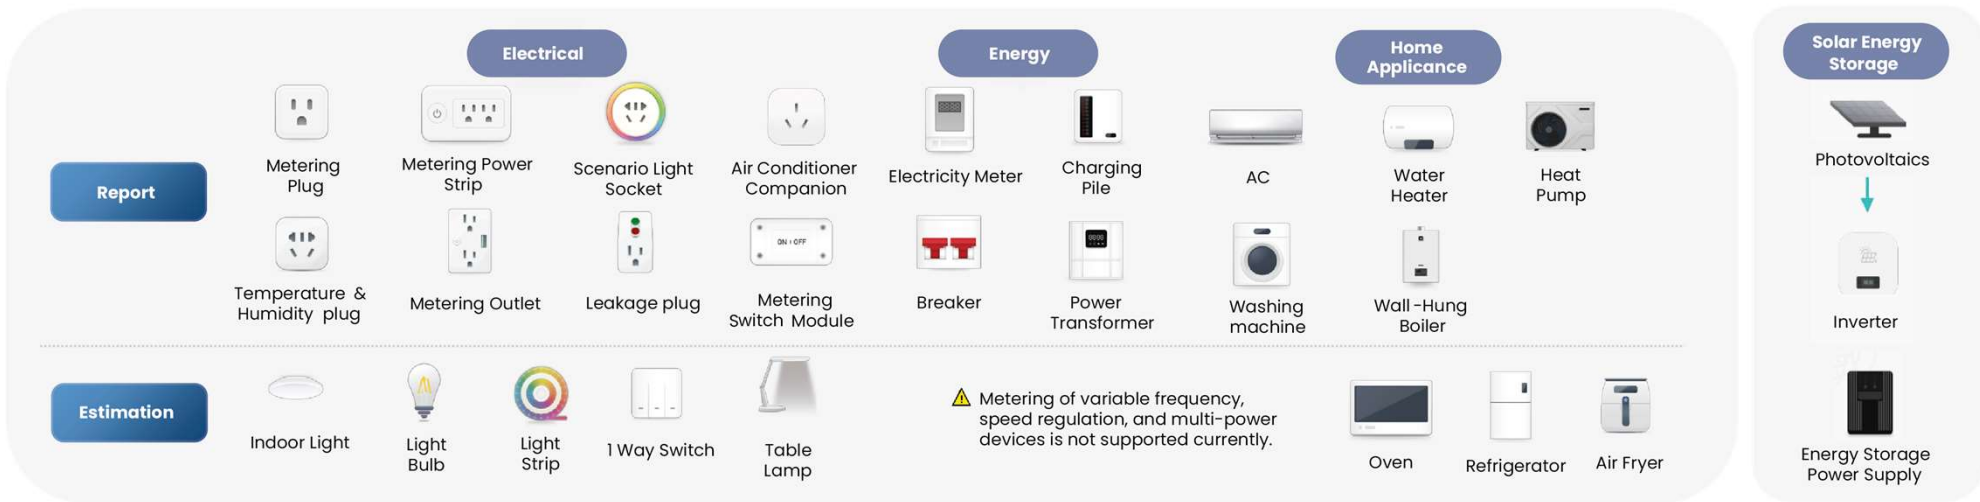 Electrical
Energy
Home
Applicance
Solar Energy
Storage
Report
Metering
Plug
Metering Power
Strip
Scenario Light
Socket
Air Conditioner
Companion
Electricity Meter
Charging
Pile
AC
Water
Heater
Heat
Pump
Photovoltaics
Temperature &
Humidity plug
Metering Outlet
Leakage plug
ON | OFF
Metering
Switch Module
Breaker
Power
Transformer
Washing
machine
Wall-Hung
Boiler
Inverter
Estimation
Indoor Light
Light
Bulb
Light
Strip
1 Way Switch
Table
Lamp
Metering of variable frequency,
speed regulation, and multi-power
devices is not supported currently.
Oven
Refrigerator
Air Fryer
Energy Storage
Power Supply